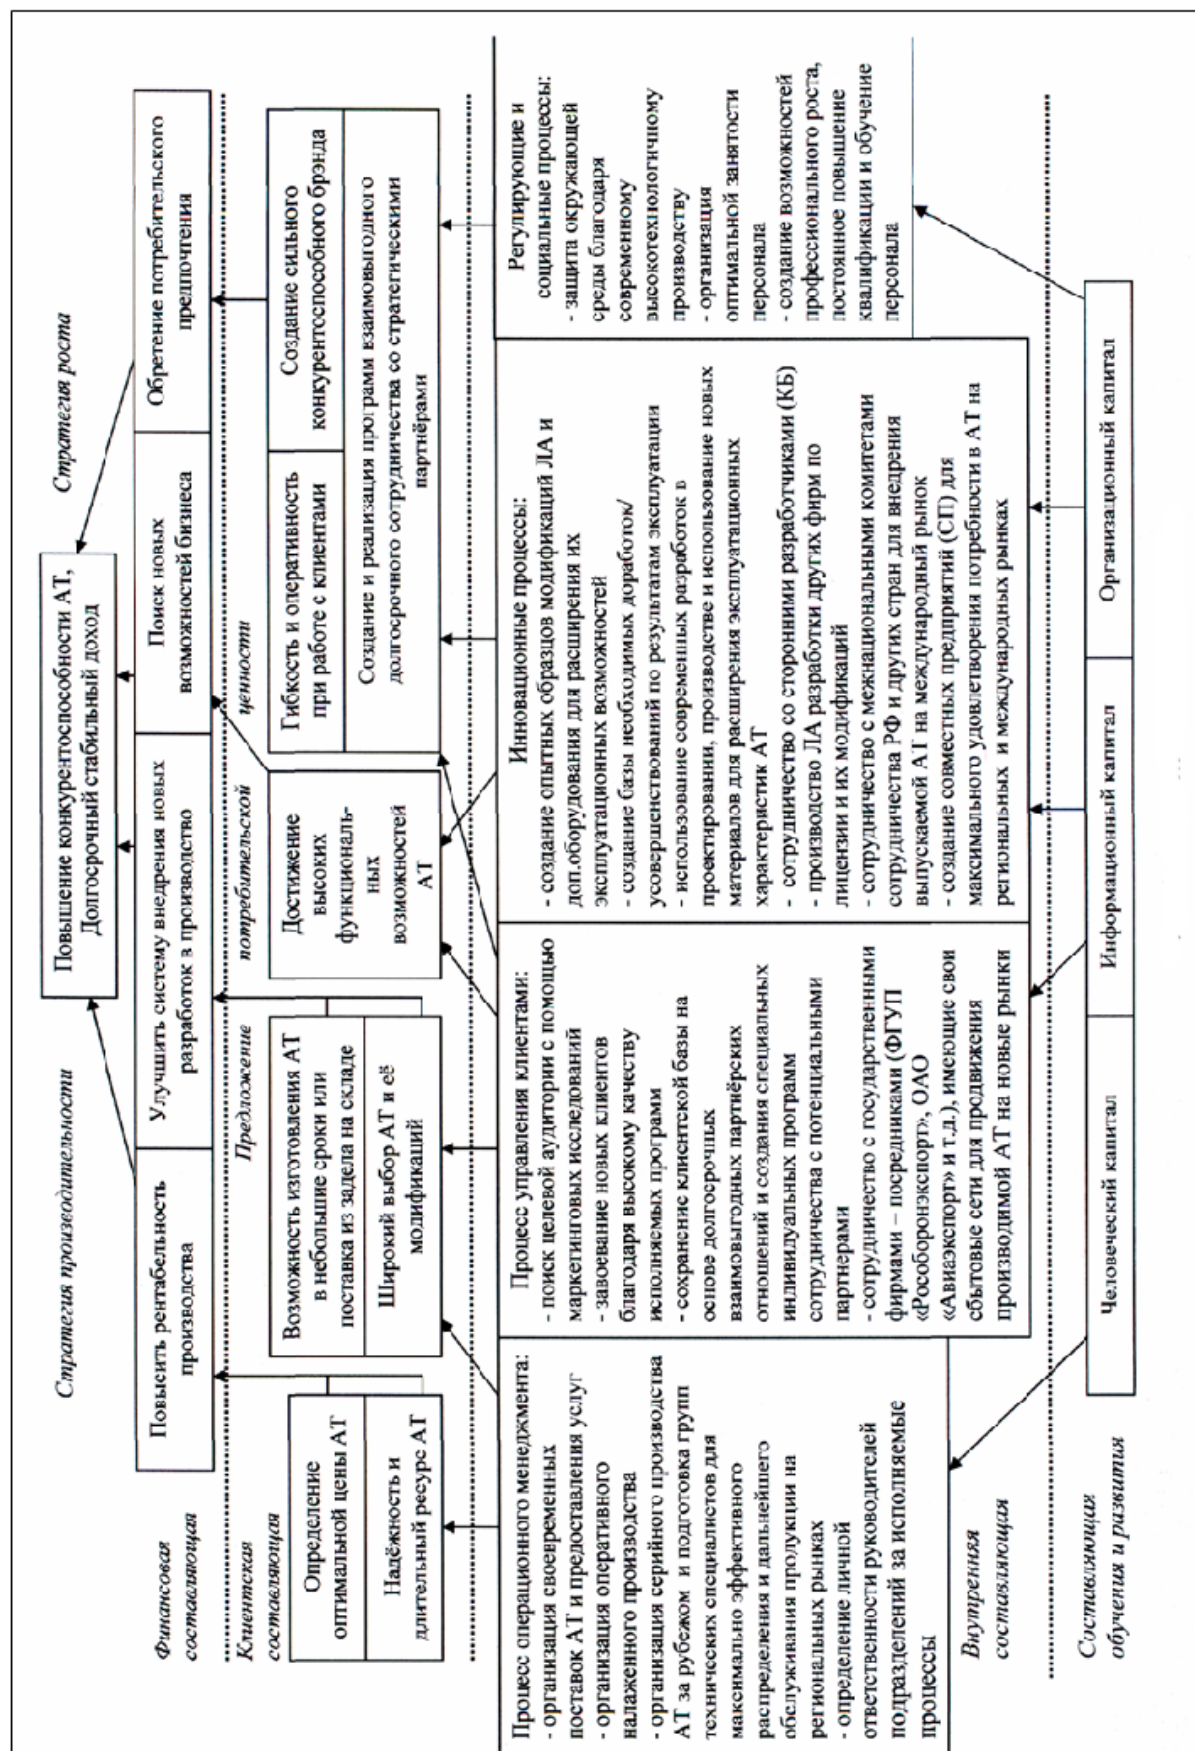 Стратегия производительности
Стратегия роста
Повышение конкурентоспособности АТ,
Долгосрочный стабильный доход
Финансовая
составляющая
Повысить рентабельность
производства
Улучшить систему внедрения новых
разработок в производство
Поиск новых
возможностей бизнеса
Обретение потребительского
предпочтения
Клиентская
составляющая
Предложение
потребительской
ценности
Определение
оптимальной цены АТ
Надёжность и
длительный ресурс АТ
Возможность изготовления АТ
в небольшие сроки или
поставка из задела на складе
Широкий выбор АТ и её
модификаций
Достижение
высоких
функциональ-
ных
возможностей
АТ
Гибкость и оперативность
при работе с клиентами
Создание сильного
конкурентоспособного брэнда
Создание и реализация программ взаимовыгодного
долгосрочного сотрудничества со стратегическими
партнёрами
Процесс операционного менеджмента:
- организация своевременных
поставок АТ и предоставления услуг
- организация оперативного
налаженного производства
- организация серийного производства
АТ за рубежом и подготовка групп
технических специалистов для
максимально эффективного
распределения и дальнейшего
обслуживания продукции на
региональных рынках
- определение личной
ответственности руководителей
подразделений за исполняемые
процессы
Процесс управления клиентами:
- поиск целевой аудитории с помощью
маркетинговых исследований
- завоевание новых клиентов
благодаря высокому качеству
исполняемых программ
- сохранение клиентской базы на
основе долгосрочных
взаимовыгодных партнёрских
отношений и создания специальных
индивидуальных программ
сотрудничества с потенциальными
партнерами
- сотрудничество с государственными
фирмами – посредниками (ФГУП
«Рособоронэкспорт», ОАО
«Авиаэкспорт» и т.д.), имеющие свои
сбытовые сети для продвижения
производимой АТ на новые рынки
Инновационные процессы:
- создание опытных образцов модификаций ЛА и
доп.оборудования для расширения их
эксплуатационных возможностей
- создание базы необходимых доработок/
усовершенствований по результатам эксплуатации
- использование современных разработок в
проектировании, производстве и использование новых
материалов для расширения эксплуатационных
характеристик АТ
- сотрудничество со сторонними разработчиками (КБ)
- производство ЛА разработки других фирм по
лицензии и их модификаций
- сотрудничество с межнациональными комитетами
сотрудничества РФ и других стран для внедрения
выпускаемой АТ на международный рынок
- создание совместных предприятий (СП) для
максимального удовлетворения потребности в АТ на
региональных и международных рынках
Регулирующие и
социальные процессы:
- защита окружающей
среды благодаря
современному
высокотехнологичному
производству
- организация
оптимальной занятости
персонала
- создание возможностей
профессионального роста,
постоянное повышение
квалификации и обучение
персонала
Внутренняя
составляющая
Составляющая
обучения и развития
Человеческий капитал
Информационный капитал
Организационный капитал